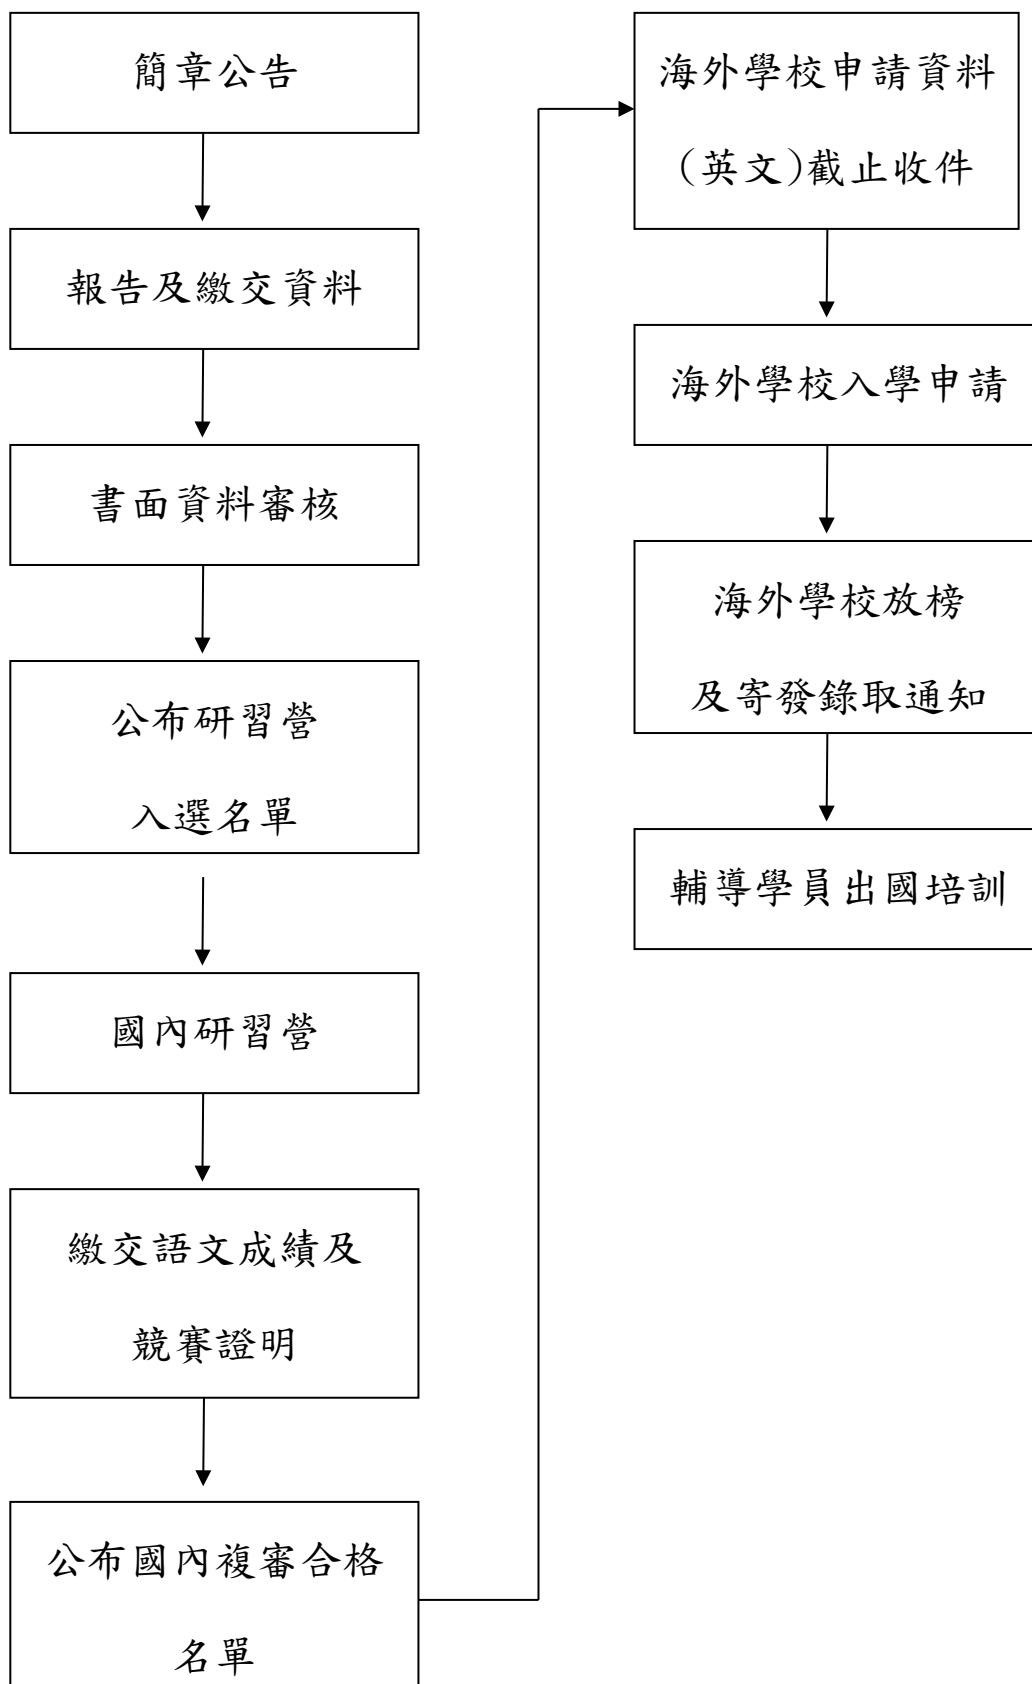 簡章公告
報告及繳交資料
書面資料審核
公布研習營
入選名單
國內研習營
繳交語文成績及
競賽證明
公布國內複審合格
名單
海外學校申請資料
(英文)截止收件
海外學校入學申請
海外學校放榜
及寄發錄取通知
輔導學員出國培訓